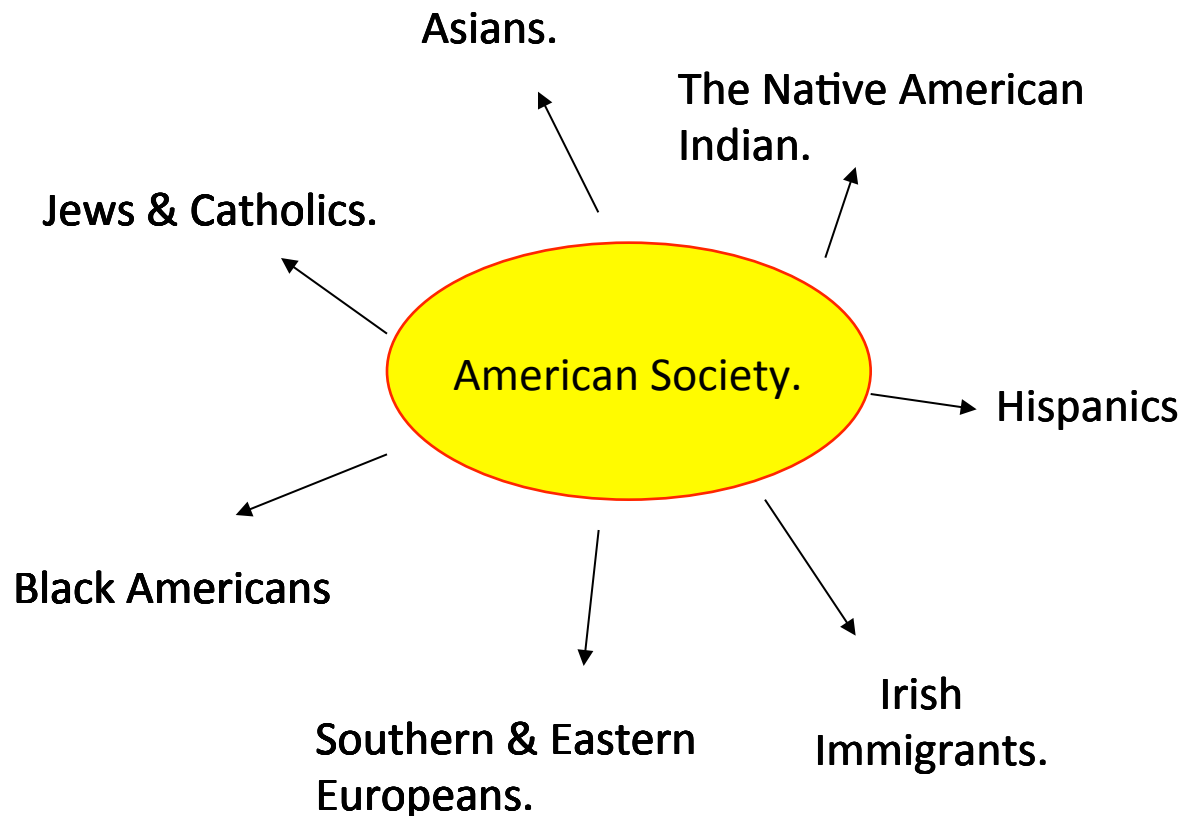 Asians.
The Native American
Indian.
Jews & Catholics.
American Society.
Hispanics
Black Americans
Irish
Immigrants.
Southern & Eastern
Europeans.